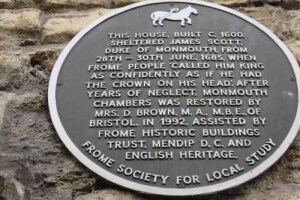 THIS HOUSE, BUILT C, 1600,
SHELTERED JAMES SCOTT,
DUKE OF MONMOUTH, FROM
28TH – 30TH JUNE, 1685, WHEN
FROME PEOPLE CALLED HIM KING
AS CONFIDENTLY AS IF HE HAD
THE CROWN ON HIS HEAD. AFTER
YEARS OF NEGLECT, MONMOUTH
CHAMBERS WAS RESTORED BY
MRS. D. BROWN, M.A., M.B.E., OF
BRISTOL, IN 1992, ASSISTED BY
FROME HISTORIC BUILDINGS
TRUST, MENDIP D.C. AND
ENGLISH HERITAGE.
FROME SOCIETY FOR LOCAL STUDY